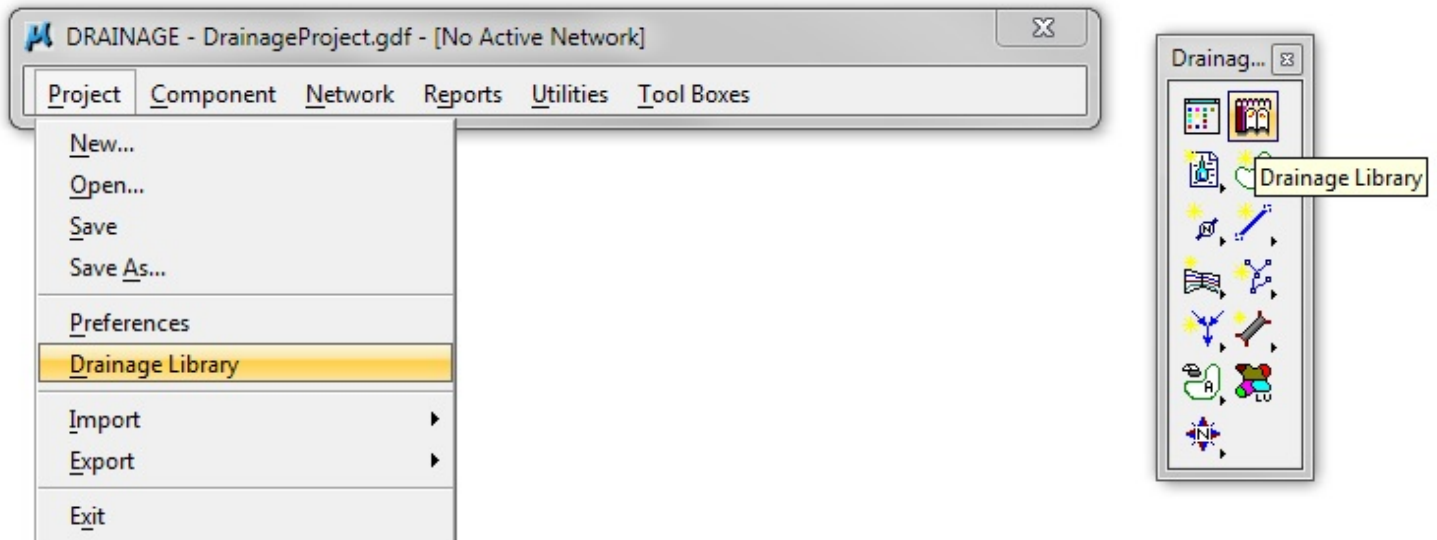 DRAINAGE - DrainageProject.gdf - [No Active Network]
Project Component Network Reports Utilities Tool Boxes
New...
Open...
Save
Save As...
Preferences
Drainage Library
Import
Export
Exit
Drainag...
Drainage Library
N
A
LU
N